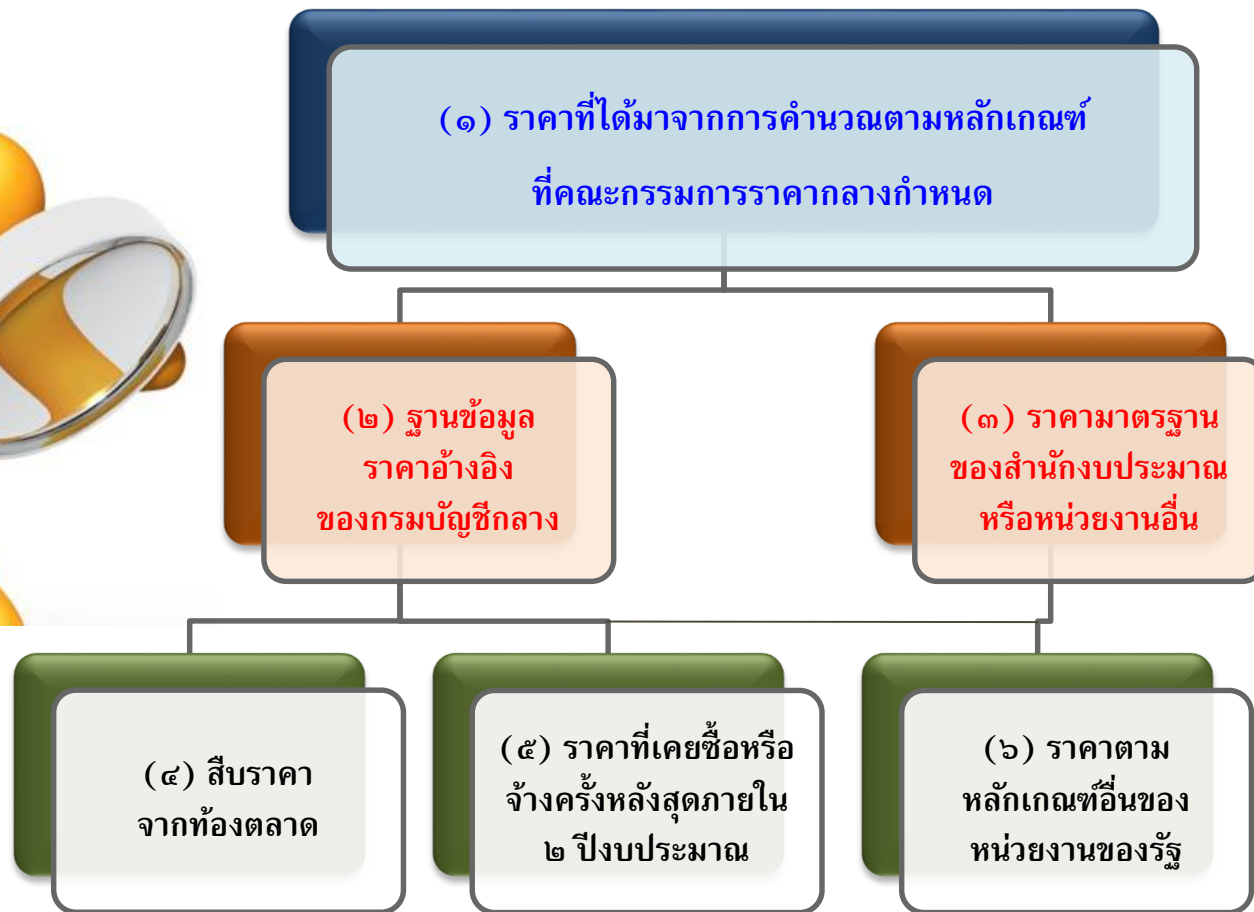 (๑) ราคาที่ได้มาจากการคำนวณตามหลักเกณฑ์
ที่คณะกรรมการราคากลางกำหนด
(๒) ฐานข้อมูล
ราคาอ้างอิง
ของกรมบัญชีกลาง
(๓) ราคามาตรฐาน
ของสำนักงบประมาณ
หรือหน่วยงานอื่น
(๔) สืบราคา
จากท้องตลาด
(๕) ราคาที่เคยซื้อหรือ
จ้างครั้งหลังสุดภายใน
๒ ปีงบประมาณ
(๖) ราคาตาม
หลักเกณฑ์อื่นของ
หน่วยงานของรัฐ